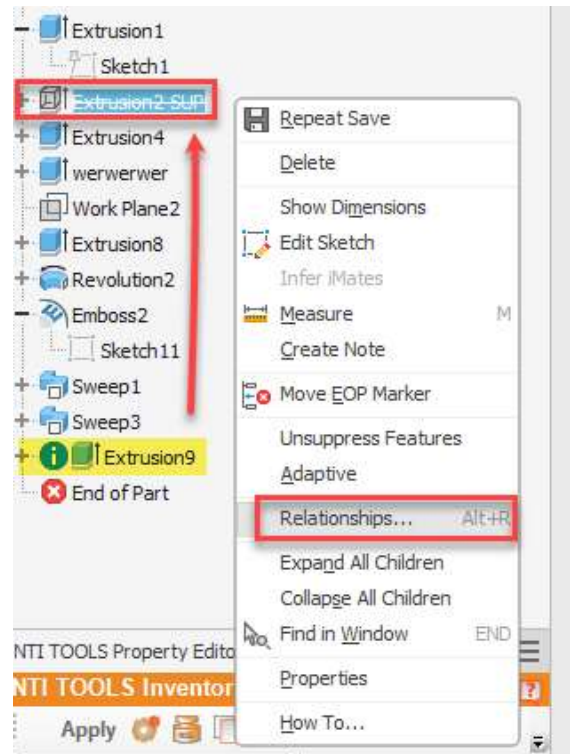 Extrusion1
Sketch1
Extrusion2 SUP
Extrusion4
werwerwer
Work Plane2
Extrusion8
Revolution2
Emboss2
Sketch11
Sweep1
Sweep3
Extrusion9
End of Part
Repeat Save
Delete
Show Dimensions
Edit Sketch
Infer iMates
Measure M
Create Note
Move EOP Marker
Unsuppress Features
Adaptive
Relationships... Alt+R
Expand All Children
Collapse All Children
Find in Window END
Properties
How To...
NTI TOOLS Property Edito
NTI TOOLS Inventor
Apply